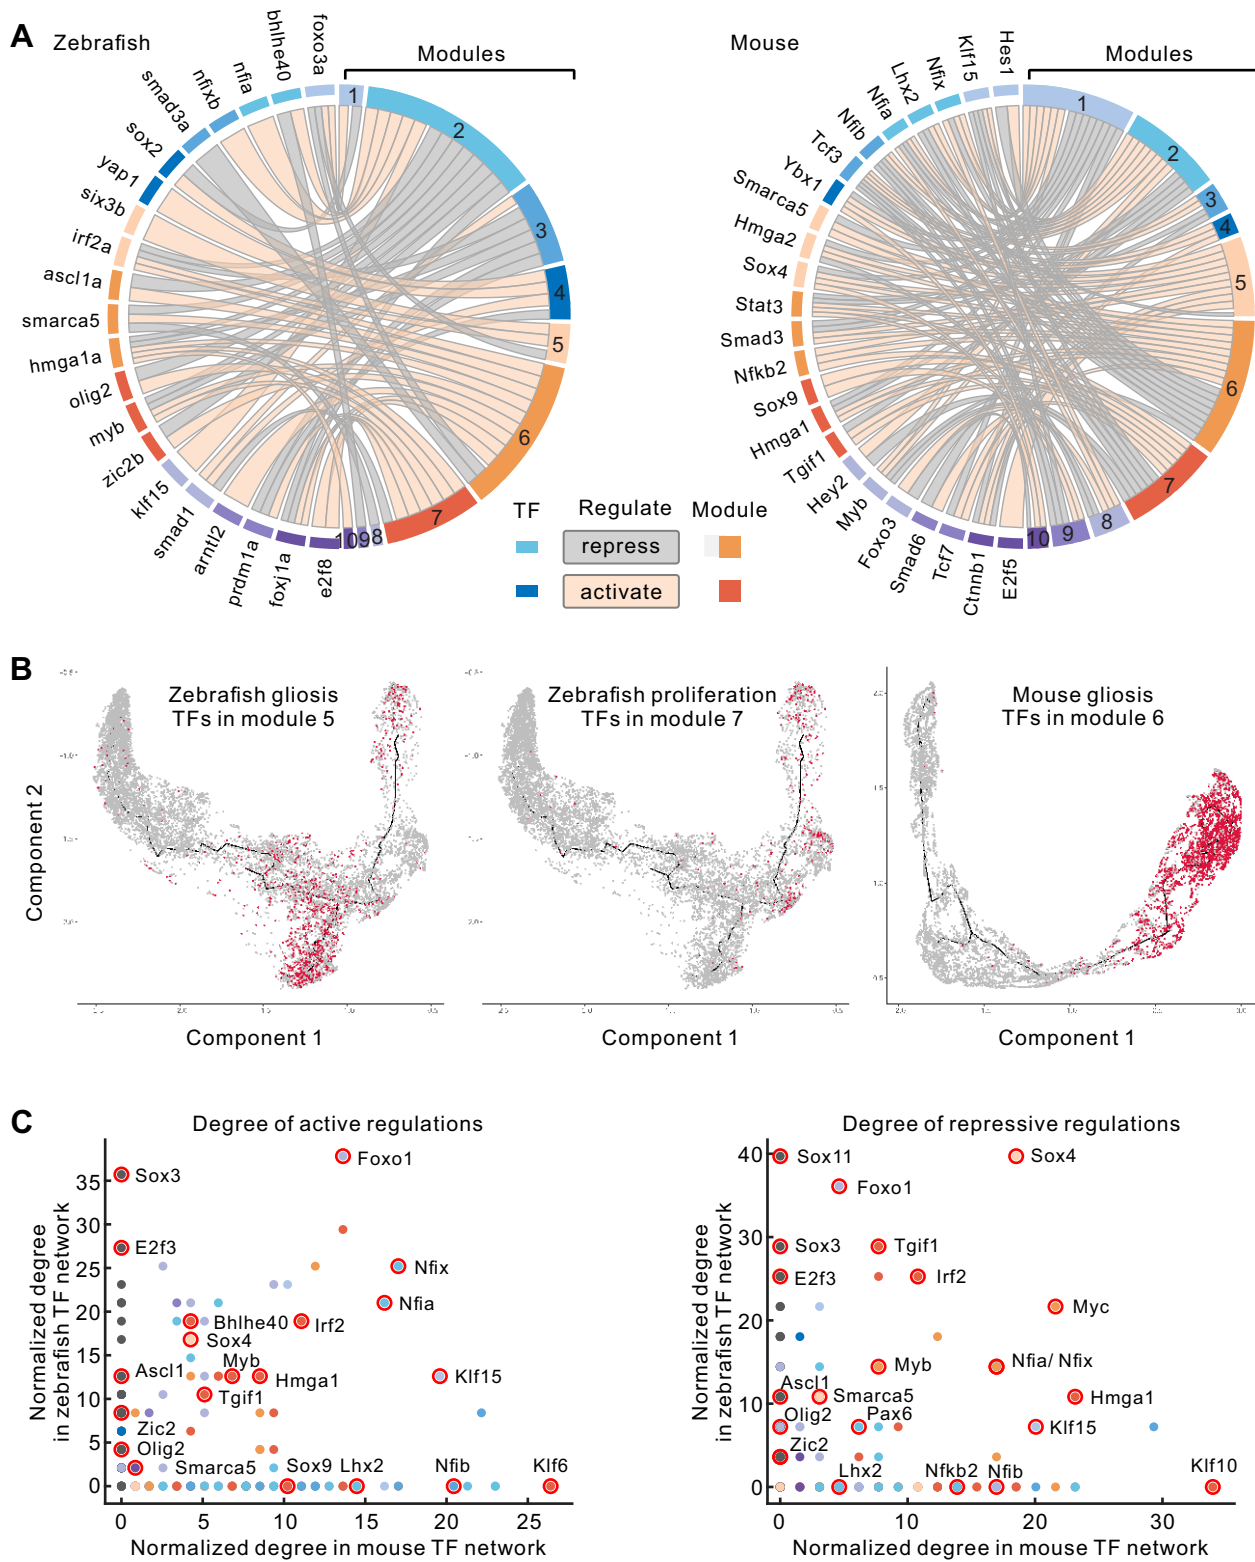 A
Zebrafish
Modules
foxo3a
bhlhe40
nfia
nfixb
smad3a
sox2
yap1
six3b
irf2a
ascl1a
smarca5
hmga1a
olig2
myb
zic2b
klf15
smad1
arntl2
prdm1a
foxj1a
e2f8
1
2
3
4
5
6
7
8
9
10
Mouse
Modules
Hes1
Klf15
Nfix
Lhx2
Nfia
Nfib
Tcf3
Ybx1
Smarca5
Hmga2
Sox4
Stat3
Smad3
Nfkb2
Sox9
Hmga1
Tgif1
Hey2
Myb
Foxo3
Smad6
Tcf7
Ctnnb1
E2f5
1
2
3
4
5
6
7
8
9
10
TF Regulate Module
repress
activate
B
Zebrafish gliosis
TFs in module 5
Zebrafish proliferation
TFs in module 7
Mouse gliosis
TFs in module 6
Component 2
Component 1
Component 1
Component 1
C
Degree of active regulations
Normalized degree
in zebrafish TF network
35
30
25
20
15
10
5
0
Sox3
Foxo1
E2f3
Nfix
Nfia
Bhlhe40
Irf2
Sox4
Ascl1
Myb
Hmga1
Klf15
Tgif1
Zic2
Olig2
Smarca5
Sox9
Lhx2
Nfib
Klf6
0 5 10 15 20 25
Normalized degree in mouse TF network
Degree of repressive regulations
Normalized degree
in zebrafish TF network
40
30
20
10
0
Sox11
Sox4
Foxo1
Sox3
Tgif1
E2f3
Irf2
Myc
Myb
Nfia/ Nfix
Ascl1
Smarca5
Hmga1
Olig2
Pax6
Klf15
Zic2
Lhx2
Nfkb2
Nfib
Klf10
0 10 20 30
Normalized degree in mouse TF network